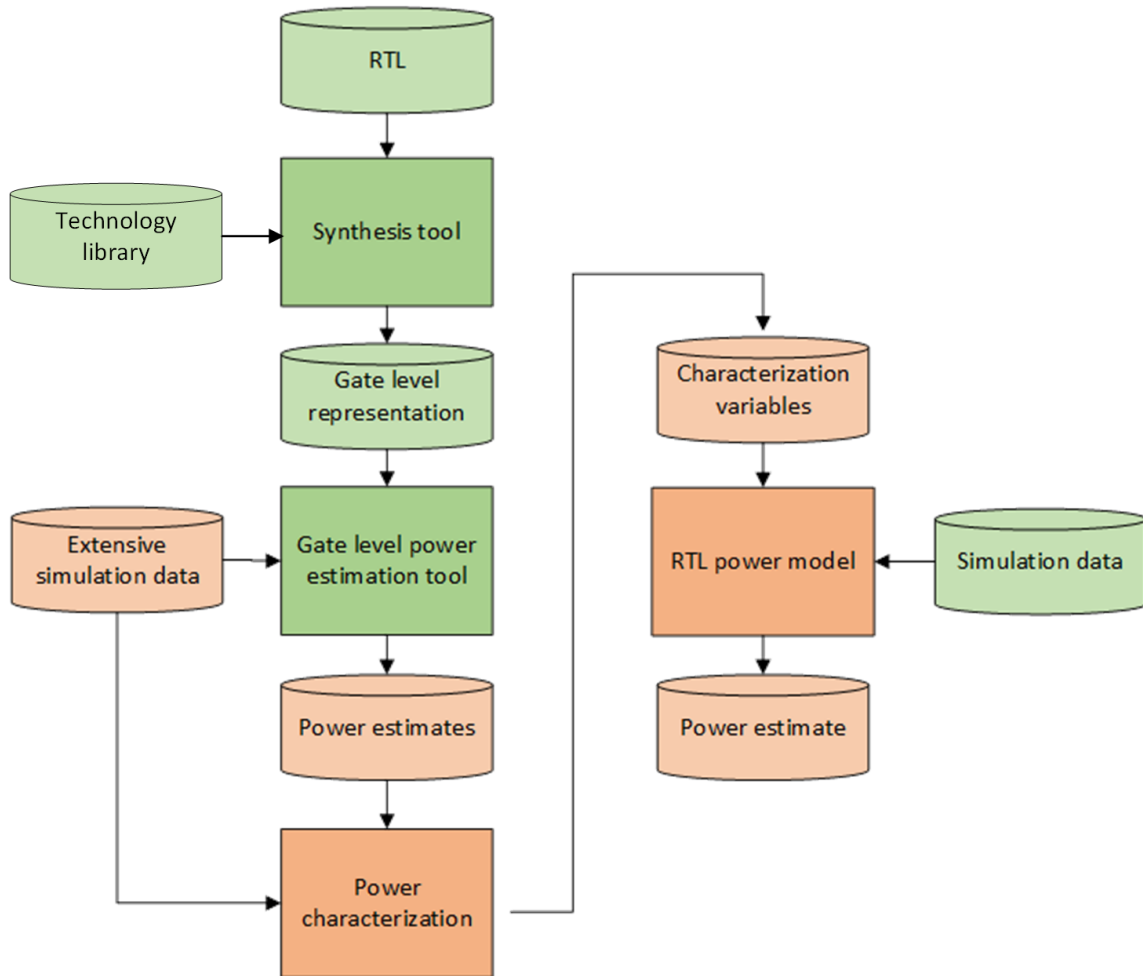 RTL
Technology
library
Synthesis tool
Gate level
representation
Characterization
variables
Extensive
simulation data
Gate level power
estimation tool
RTL power model
Simulation data
Power estimates
Power estimate
Power
characterization